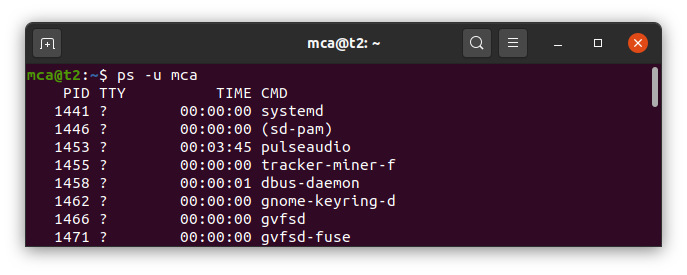 mca@t2: ~
mca@t2:~$ ps -u mca
    PID TTY          TIME CMD
   1441 ?        00:00:00 systemd
   1446 ?        00:00:00 (sd-pam)
   1453 ?        00:03:45 pulseaudio
   1455 ?        00:00:00 tracker-miner-f
   1458 ?        00:00:01 dbus-daemon
   1462 ?        00:00:00 gnome-keyring-d
   1466 ?        00:00:00 gvfsd
   1471 ?        00:00:00 gvfsd-fuse